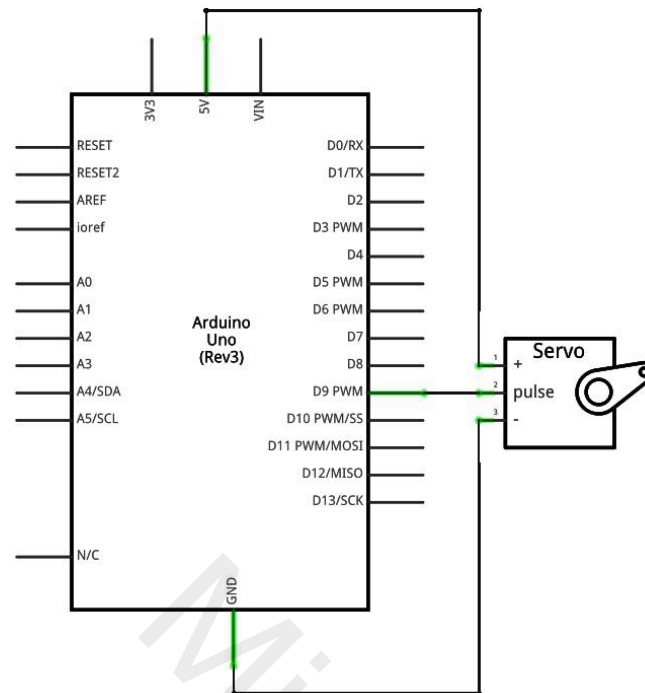 3V3
5V
VIN
RESET
RESET2
AREF
ioref
A0
A1
A2
A3
A4/SDA
A5/SCL
N/C
Arduino
Uno
(Rev3)
D0/RX
D1/TX
D2
D3 PWM
D4
D5 PWM
D6 PWM
D7
D8
D9 PWM
D10 PWM/SS
D11 PWM/MOSI
D12/MISO
D13/SCK
GND
Servo
1
+
2
pulse
3
-
Mi